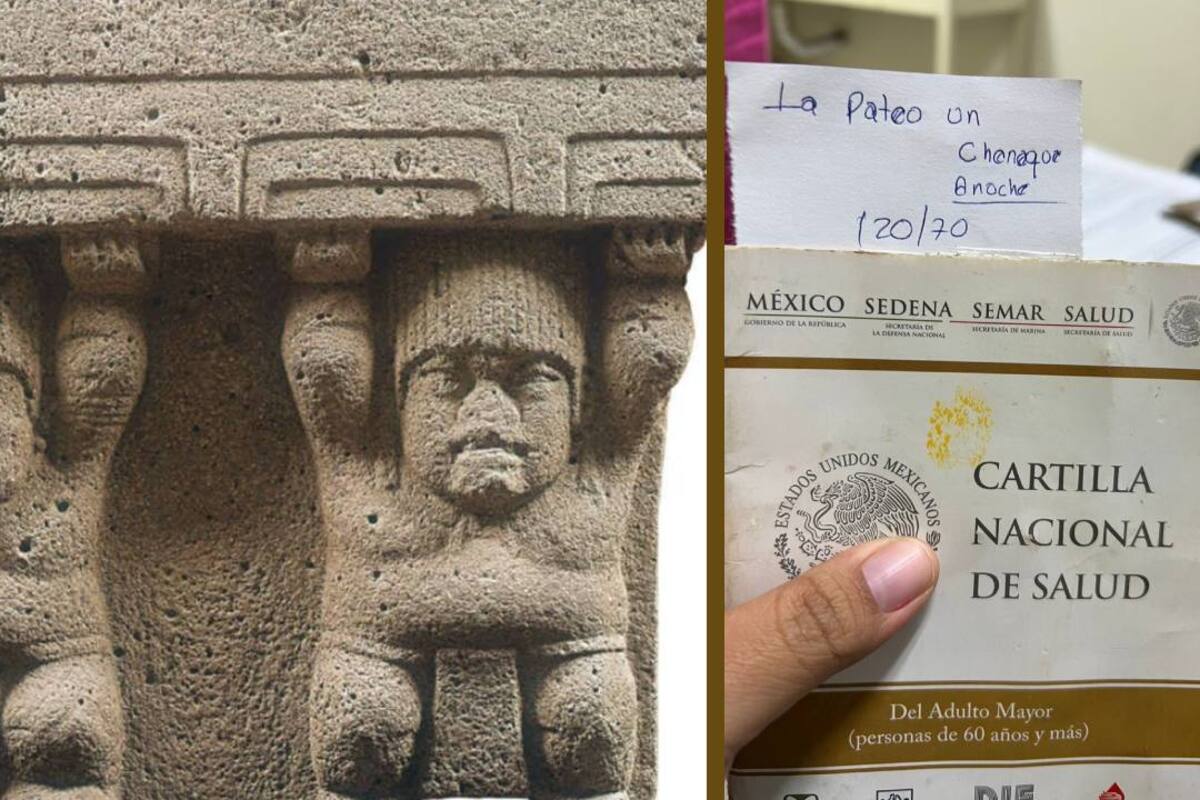 La Pateo un
Chanaque
Anoche
120/70
MÉXICO SEDENA SEMAR SALUD
GOBIERNO DE LA REPÚBLICA SECRETARÍA DE LA DEFENSA NACIONAL SECRETARÍA DE MARINA SECRETARÍA DE SALUD
ESTADOS UNIDOS MEXICANOS
CARTILLA
NACIONAL
DE SALUD
Del Adulto Mayor
(personas de 60 años y más)
DIF